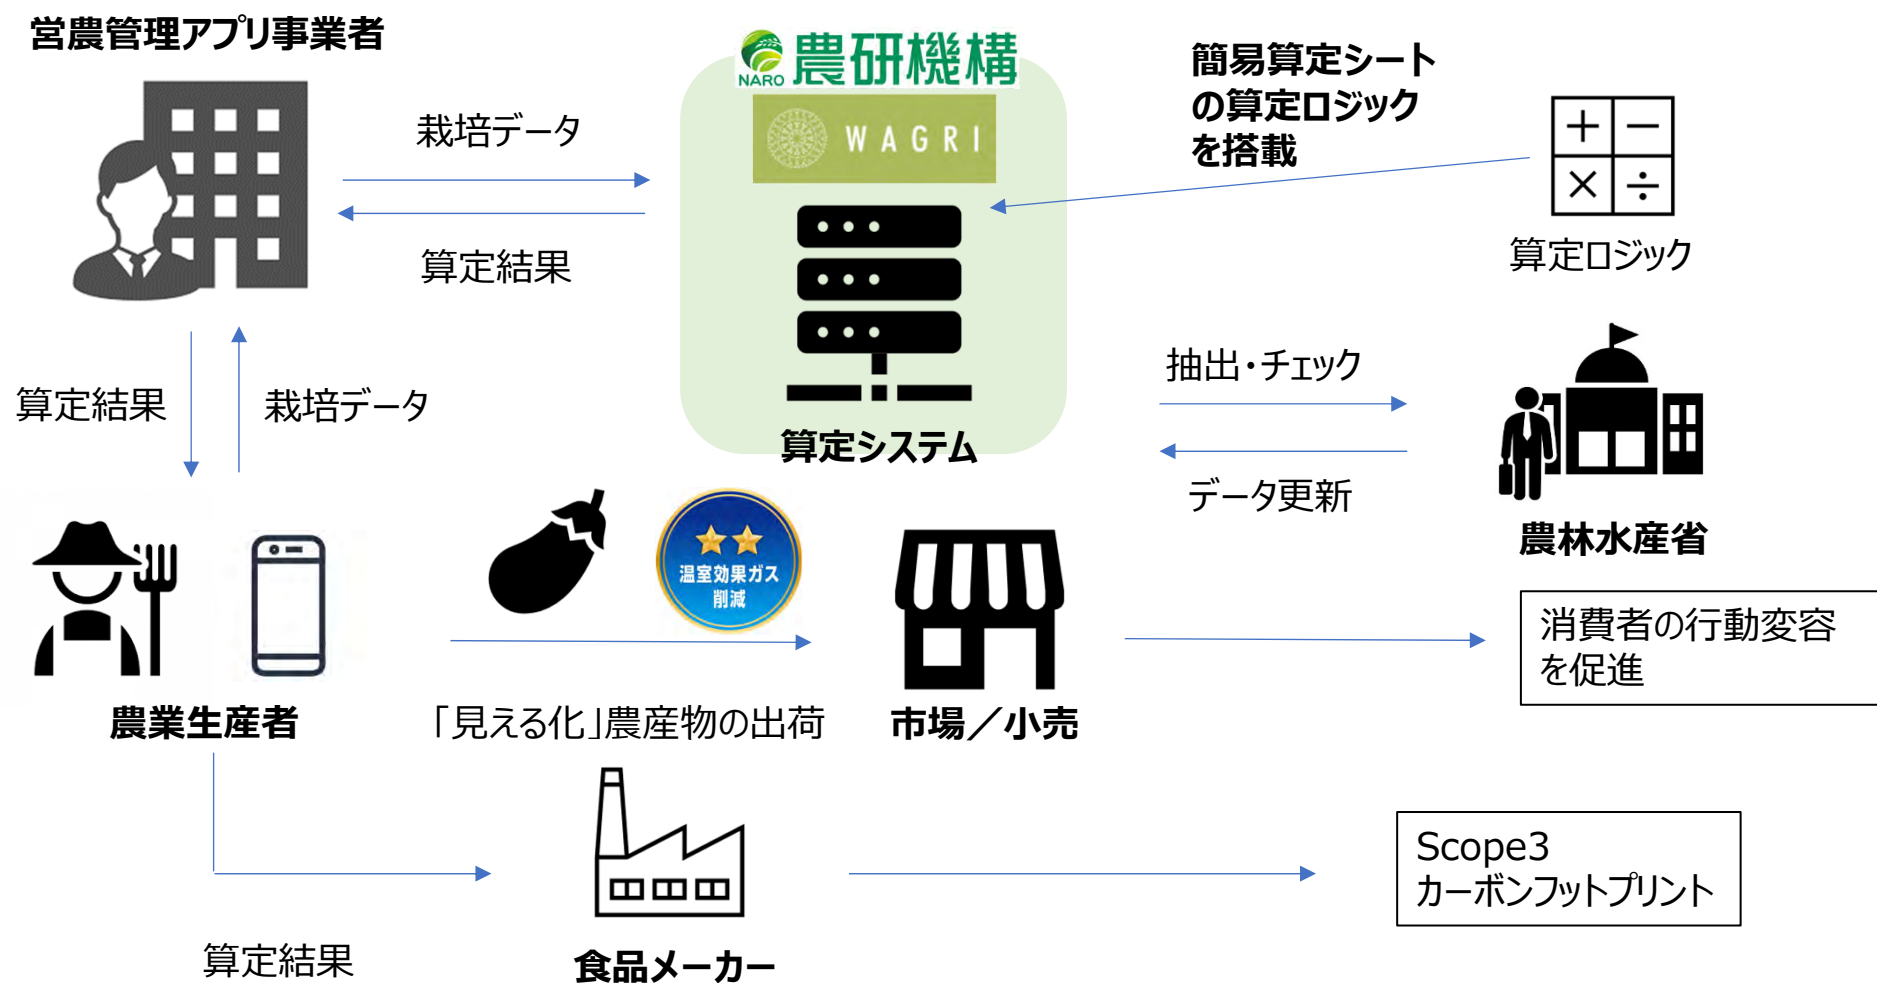 営農管理アプリ事業者
NARO 農研機構
WAGRI
簡易算定シート
の算定ロジック
を搭載
栽培データ
算定結果
算定ロジック
算定結果
栽培データ
算定システム
抽出・チェック
データ更新
農林水産省
温室効果ガス
削減
消費者の行動変容
を促進
農業生産者
「見える化」農産物の出荷
市場／小売
Scope3
カーボンフットプリント
算定結果
食品メーカー